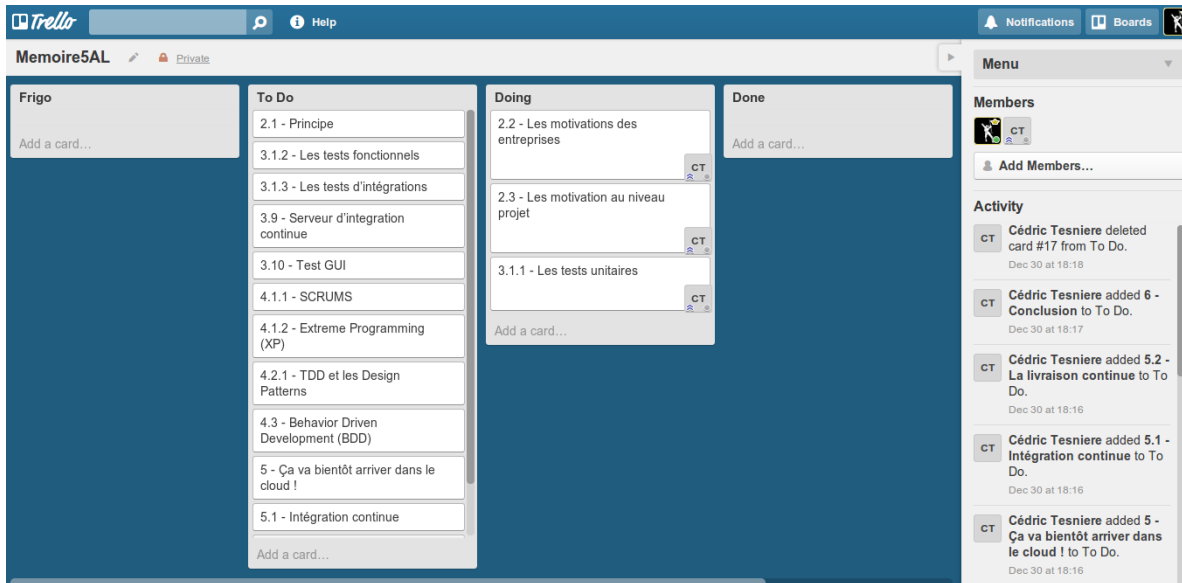 Trello
Help
Notifications
Boards
Memoire5AL
Private
Frigo
Add a card…
To Do
2.1 - Principe
3.1.2 - Les tests fonctionnels
3.1.3 - Les tests d'intégrations
3.9 - Serveur d'integration
continue
3.10 - Test GUI
4.1.1 - SCRUMS
4.1.2 - Extreme Programming
(XP)
4.2.1 - TDD et les Design
Patterns
4.3 - Behavior Driven
Development (BDD)
5 - Ça va bientôt arriver dans le
cloud !
5.1 - Intégration continue
Add a card…
Doing
2.2 - Les motivations des
entreprises
CT
2.3 - Les motivation au niveau
projet
CT
3.1.1 - Les tests unitaires
CT
Add a card…
Done
Add a card…
Menu
Members
CT
Add Members…
Activity
CT
Cédric Tesniere deleted
card #17 from To Do.
Dec 30 at 18:18
CT
Cédric Tesniere added 6 -
Conclusion to To Do.
Dec 30 at 18:17
CT
Cédric Tesniere added 5.2 -
La livraison continue to To
Do.
Dec 30 at 18:16
CT
Cédric Tesniere added 5.1 -
Intégration continue to To
Do.
Dec 30 at 18:16
CT
Cédric Tesniere added 5 -
Ça va bientôt arriver dans
le cloud ! to To Do.
Dec 30 at 18:16